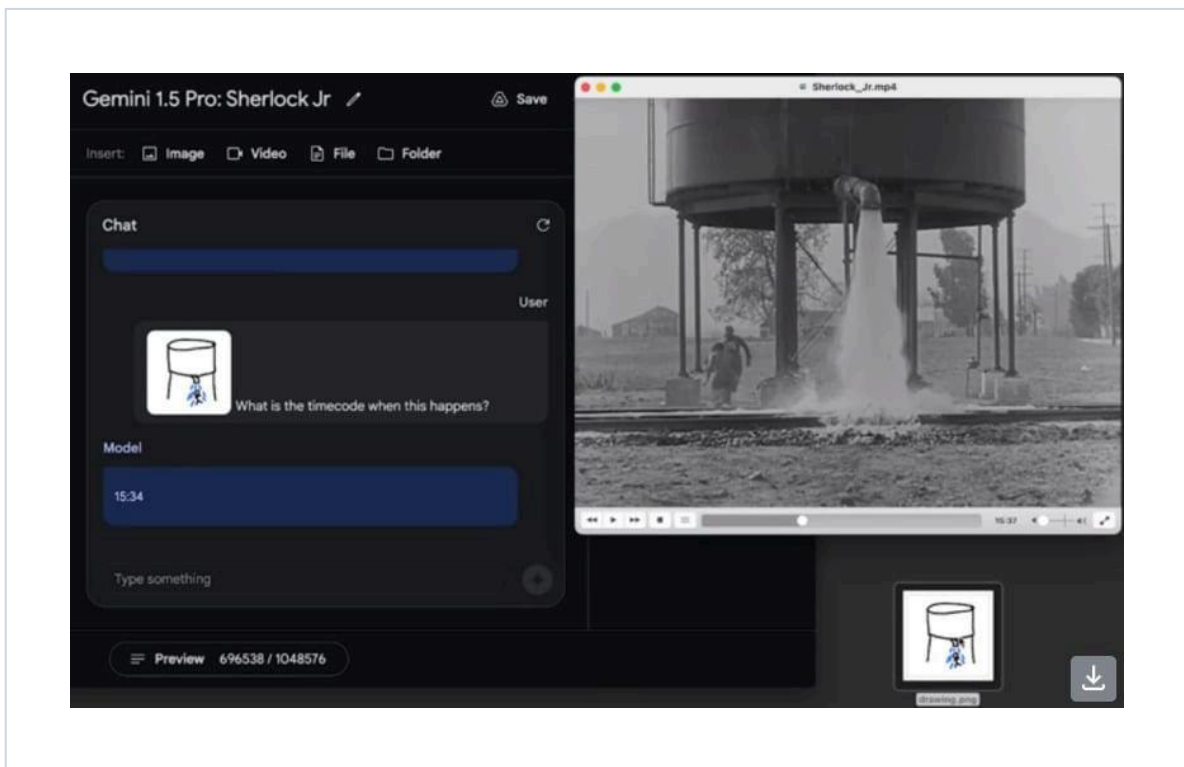 Gemini 1.5 Pro: Sherlock Jr
Save
Insert: Image Video File Folder
Chat
User
What is the timecode when this happens?
Model
15:34
Type something
Preview 696538 / 1048576
Sherlock_Jr.mp4
15:37
drawing.png